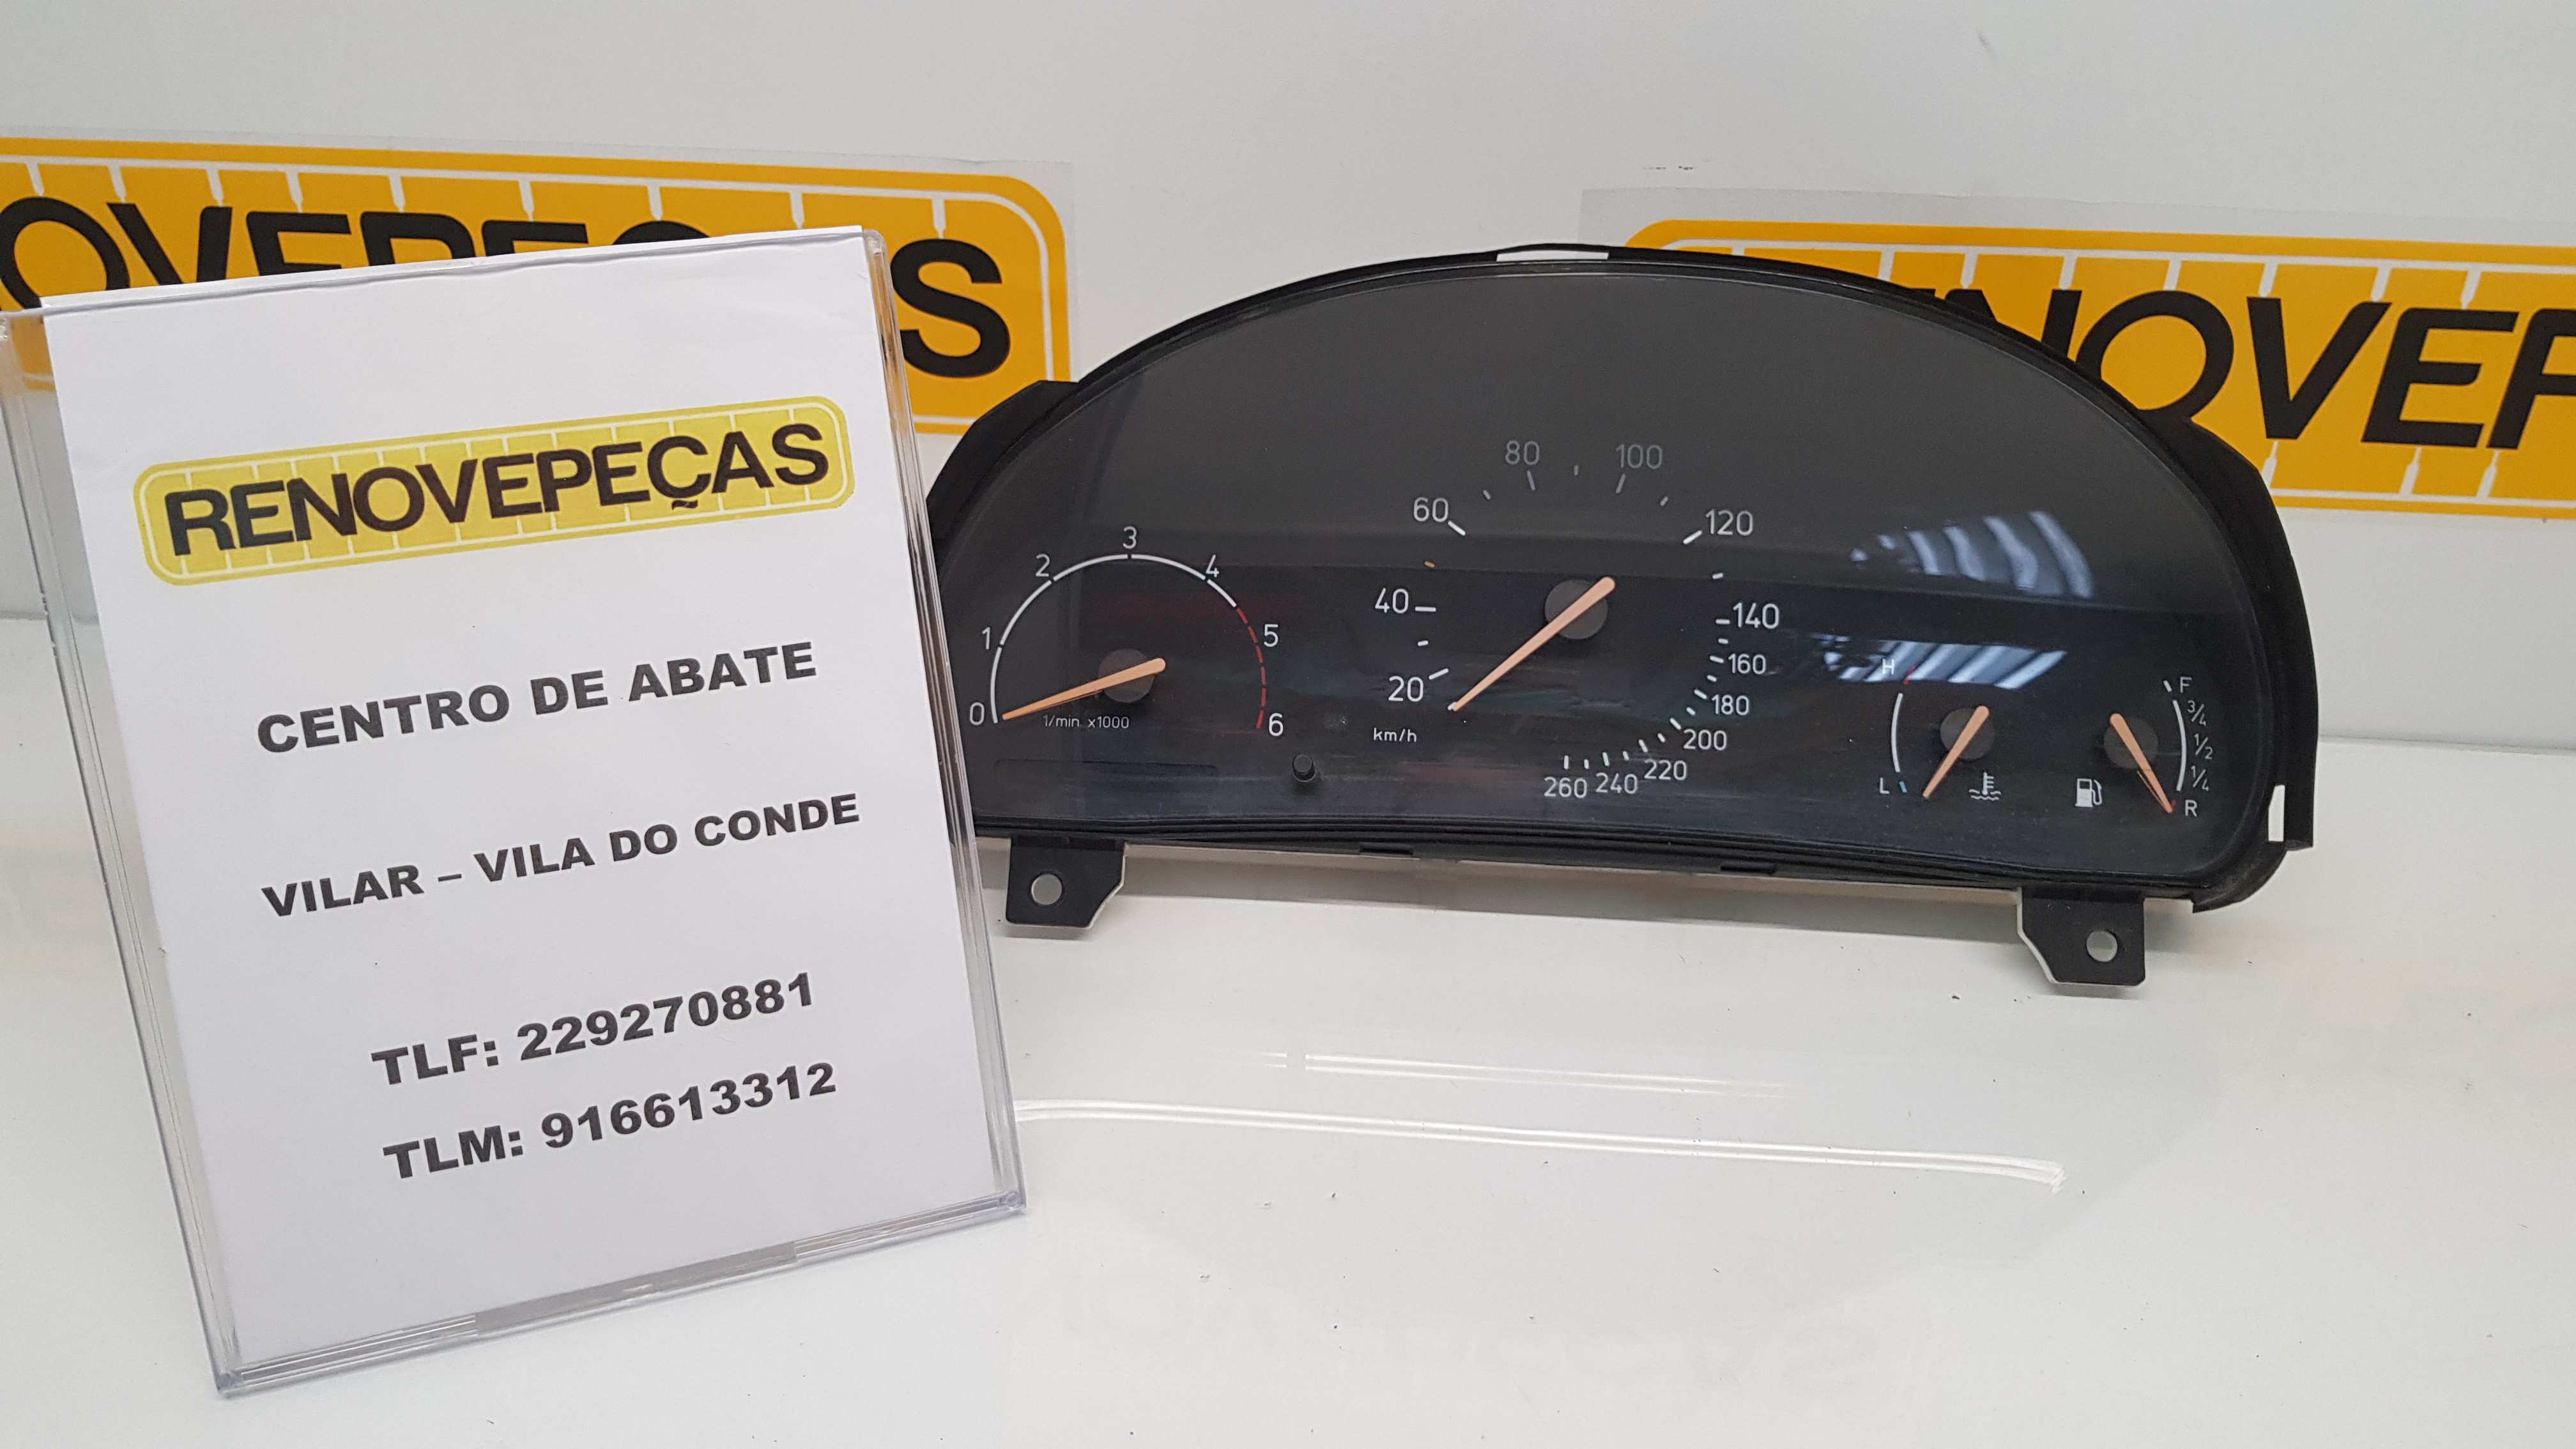 OVEPEÇAS
RENOVEPEÇAS
CENTRO DE ABATE
VILAR – VILA DO CONDE
TLF: 229270881
TLM: 916613312
NOVEP
0 1 2 3 4 5 6
1/min x1000
20 40 60 80 100 120 140 160 180 200 220 240 260
km/h
H
L
F
3/4
1/2
1/4
R